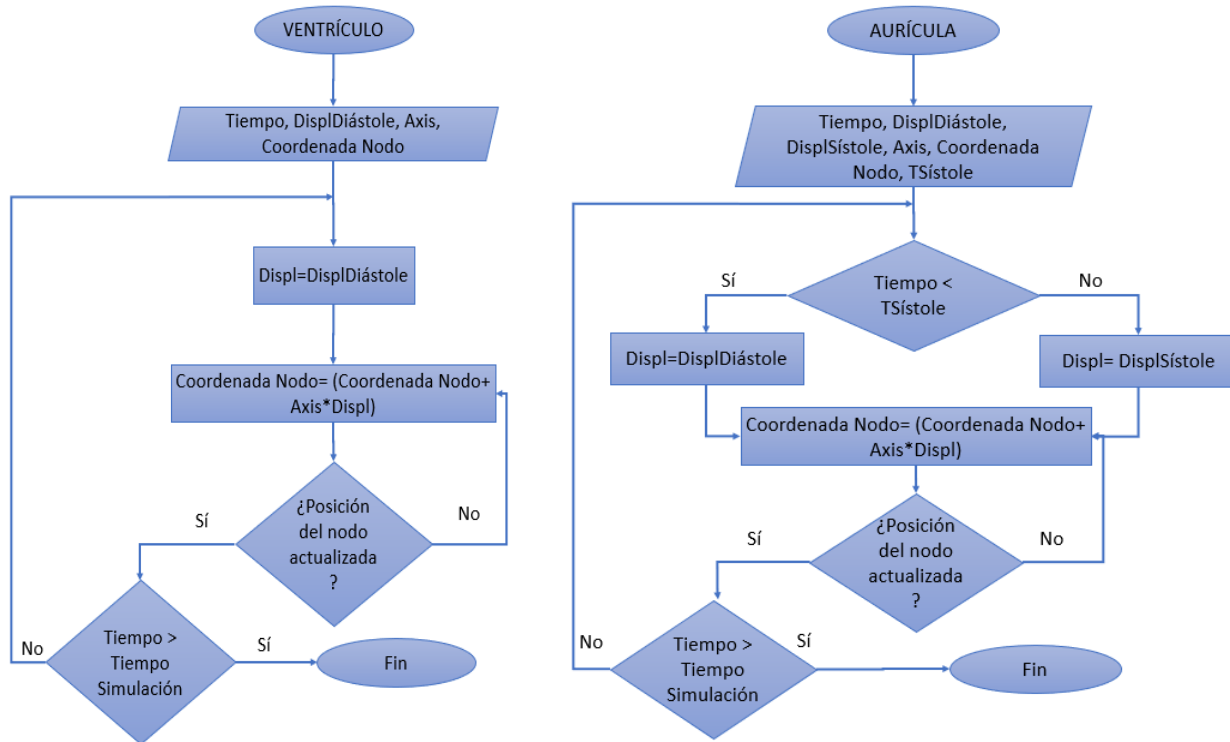 VENTRÍCULO
Tiempo, DisplDiástole, Axis,
Coordenada Nodo
Displ=DisplDiástole
Coordenada Nodo= (Coordenada Nodo+
Axis*Displ)
¿Posición
del nodo
actualizada
?
Sí
No
Tiempo >
Tiempo
Simulación
No
Sí
Fin
AURÍCULA
Tiempo, DisplDiástole,
DisplSístole, Axis, Coordenada
Nodo, TSístole
Tiempo <
TSístole
Sí
No
Displ=DisplDiástole
Displ= DisplSístole
Coordenada Nodo= (Coordenada Nodo+
Axis*Displ)
¿Posición
del nodo
actualizada
?
Sí
No
Tiempo >
Tiempo
Simulación
No
Sí
Fin